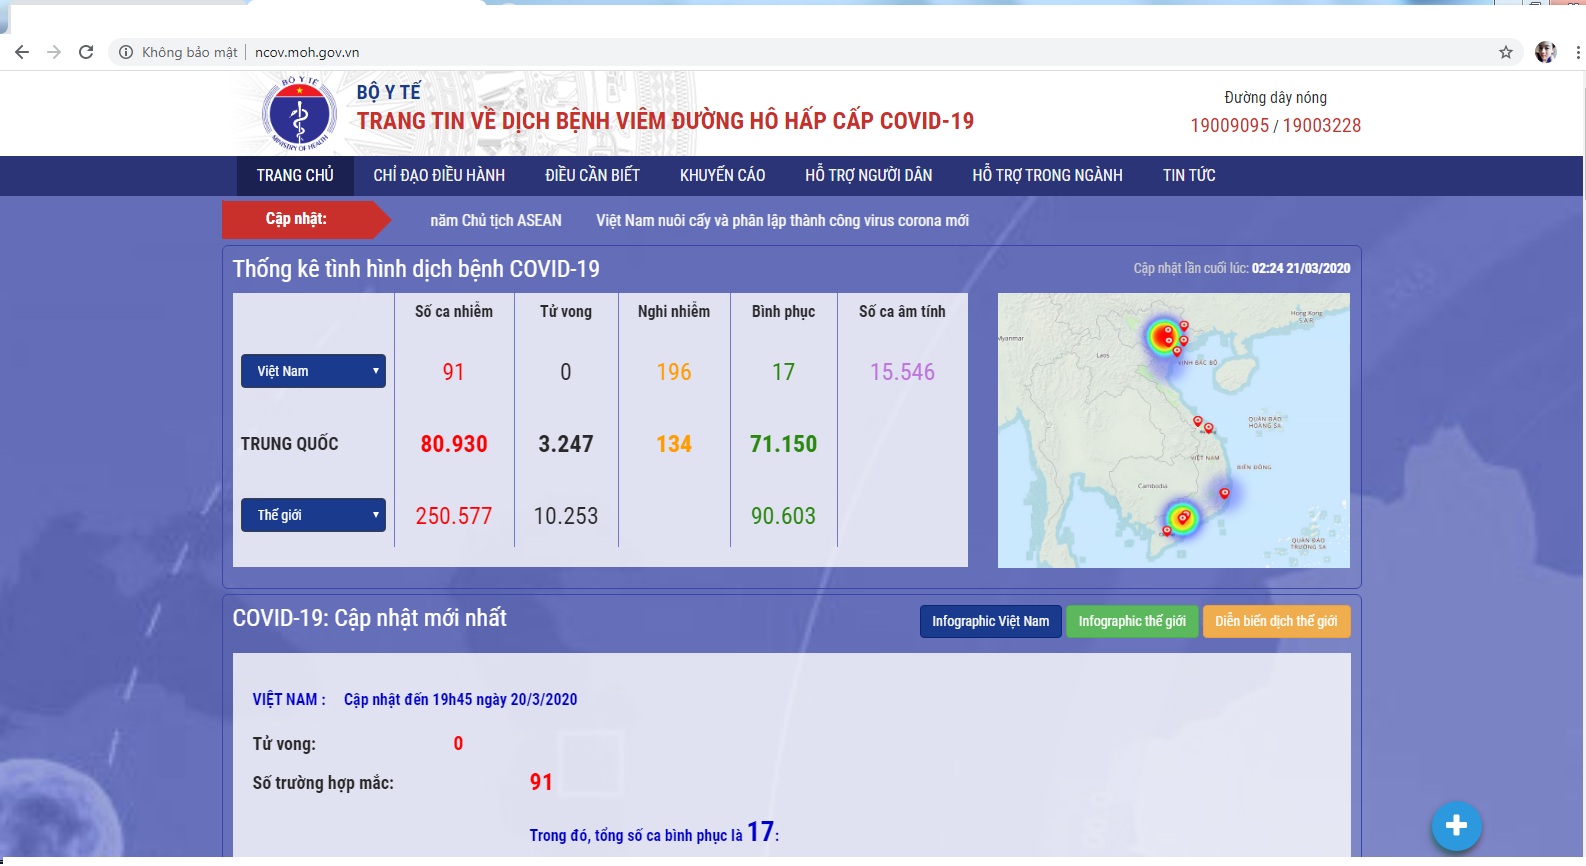 Không bảo mật | ncov.moh.gov.vn
BỘ Y TẾ
MINISTRY OF HEALTH
BỘ Y TẾ
TRANG TIN VỀ DỊCH BỆNH VIÊM ĐƯỜNG HÔ HẤP CẤP COVID-19
Đường dây nóng
19009095 / 19003228
TRANG CHỦ CHỈ ĐẠO ĐIỀU HÀNH ĐIỀU CẦN BIẾT KHUYẾN CÁO HỖ TRỢ NGƯỜI DÂN HỖ TRỢ TRONG NGÀNH TIN TỨC
Cập nhật: năm Chủ tịch ASEAN Việt Nam nuôi cấy và phân lập thành công virus corona mới
Thống kê tình hình dịch bệnh COVID-19
Cập nhật lần cuối lúc: 02:24 21/03/2020
Số ca nhiễm Tử vong Nghi nhiễm Bình phục Số ca âm tính
Việt Nam 91 0 196 17 15.546
TRUNG QUỐC 80.930 3.247 134 71.150
Thế giới 250.577 10.253 90.603
Hong Kong
S.A.R
Myanmar
Laos
VỊNH BẮC BỘ
QUẦN ĐẢO
HOÀNG SA
VIỆT NAM
BIỂN ĐÔNG
Cambodia
QUẦN ĐẢO
TRƯỜNG SA
COVID-19: Cập nhật mới nhất
Infographic Việt Nam Infographic thế giới Diễn biến dịch thế giới
VIỆT NAM : Cập nhật đến 19h45 ngày 20/3/2020
Tử vong: 0
Số trường hợp mắc: 91
Trong đó, tổng số ca bình phục là 17: